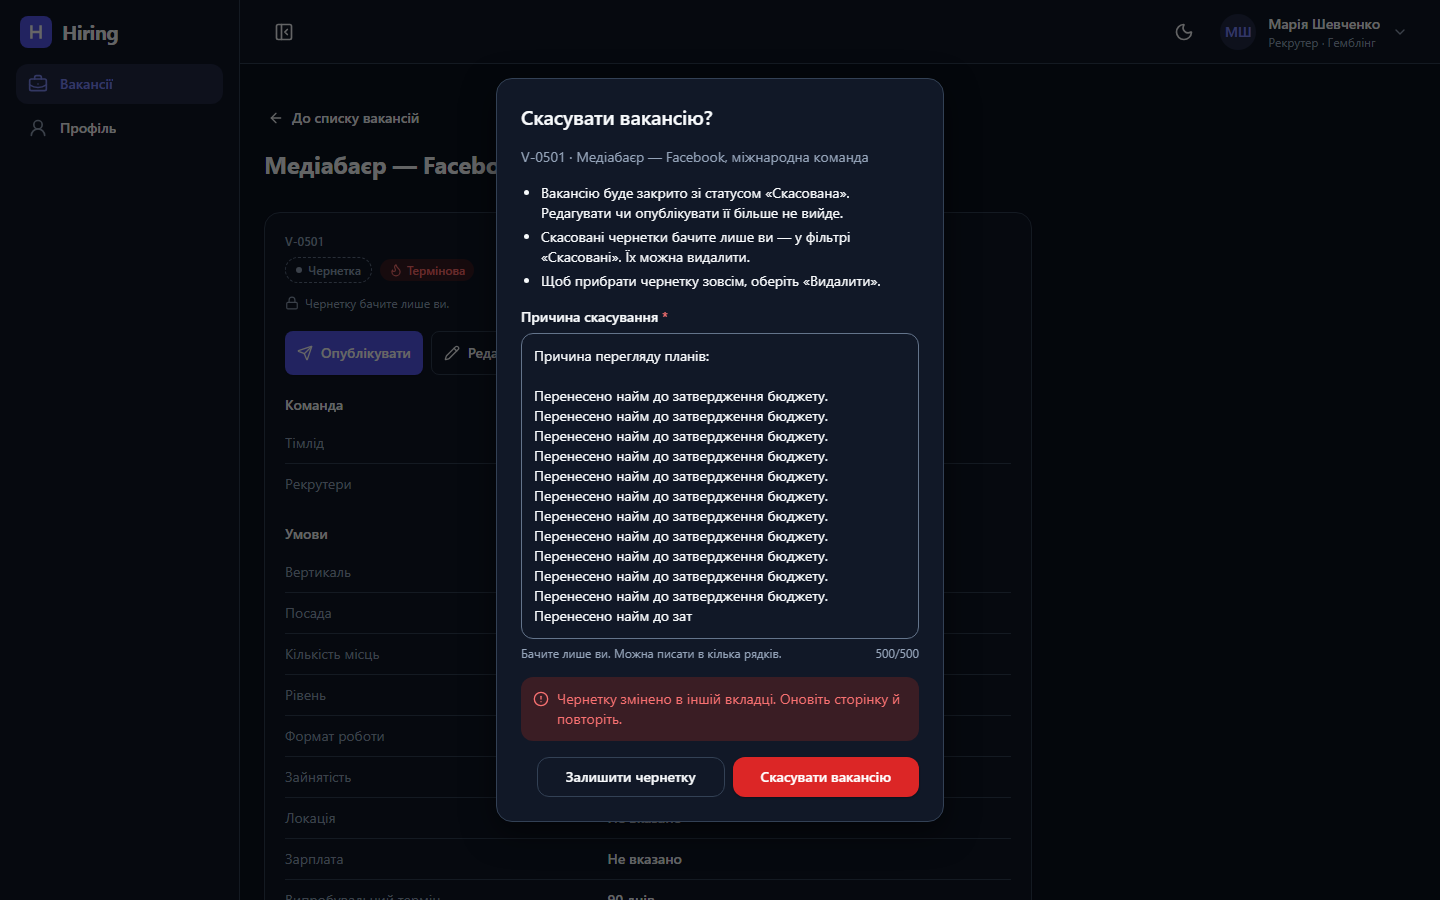 H Hiring
Вакансії
Профіль
МШ
Марія Шевченко
Рекрутер · Гемблінг
До списку вакансій
Медіабаєр — Facebo
V-0501
Чернетка
Термінова
Чернетку бачите лише ви.
Опублікувати
Реда
Команда
Тімлід
Рекрутери
Умови
Вертикаль
Посада
Кількість місць
Рівень
Формат роботи
Зайнятість
Локація
Зарплата
Не вказано
Випробувальний термін
90 днів
Скасувати вакансію?
V-0501 · Медіабаєр — Facebook, міжнародна команда
• Вакансію буде закрито зі статусом «Скасована».
Редагувати чи опублікувати її більше не вийде.
• Скасовані чернетки бачите лише ви — у фільтрі
«Скасовані». Їх можна видалити.
• Щоб прибрати чернетку зовсім, оберіть «Видалити».
Причина скасування *
Причина перегляду планів:
Перенесено найм до затвердження бюджету.
Перенесено найм до затвердження бюджету.
Перенесено найм до затвердження бюджету.
Перенесено найм до затвердження бюджету.
Перенесено найм до затвердження бюджету.
Перенесено найм до затвердження бюджету.
Перенесено найм до затвердження бюджету.
Перенесено найм до затвердження бюджету.
Перенесено найм до затвердження бюджету.
Перенесено найм до затвердження бюджету.
Перенесено найм до затвердження бюджету.
Перенесено найм до зат
Бачите лише ви. Можна писати в кілька рядків.
500/500
Чернетку змінено в іншій вкладці. Оновіть сторінку й
повторіть.
Залишити чернетку
Скасувати вакансію